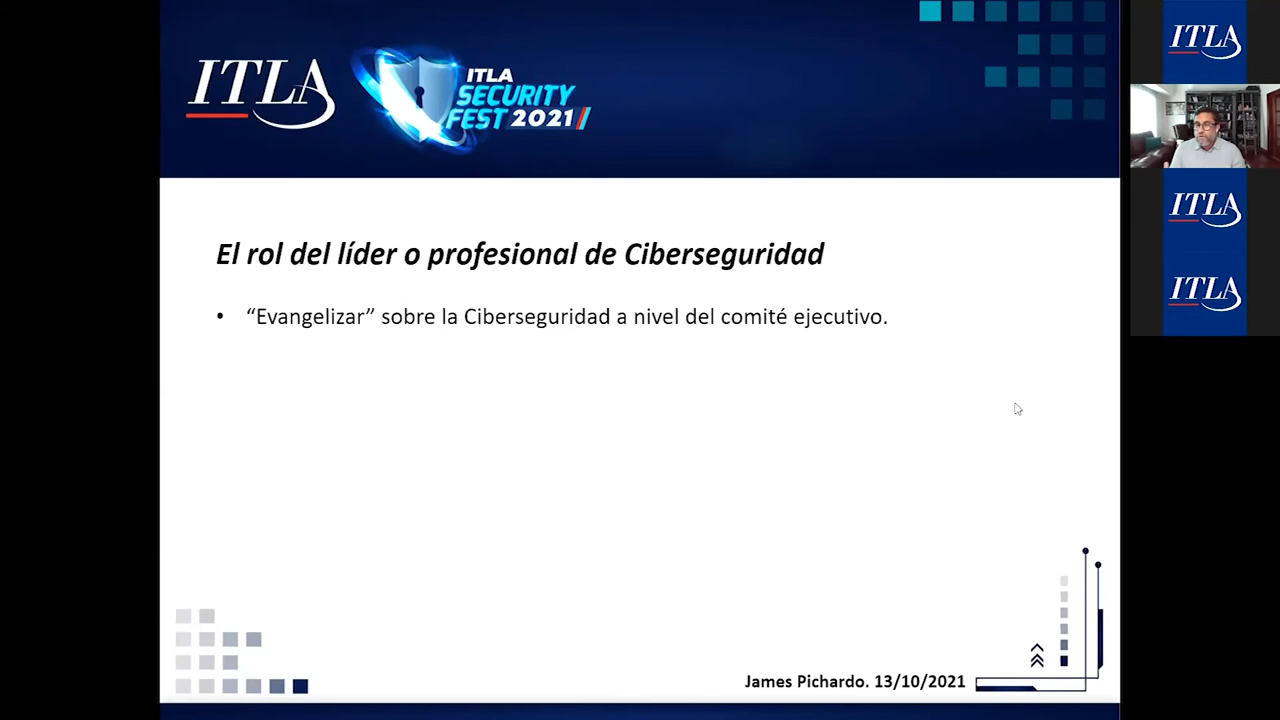 ITLA
ITLA
SECURITY
FEST 2021
El rol del líder o profesional de Ciberseguridad
• “Evangelizar” sobre la Ciberseguridad a nivel del comité ejecutivo.
James Pichardo. 13/10/2021
ITLA
ITLA
ITLA